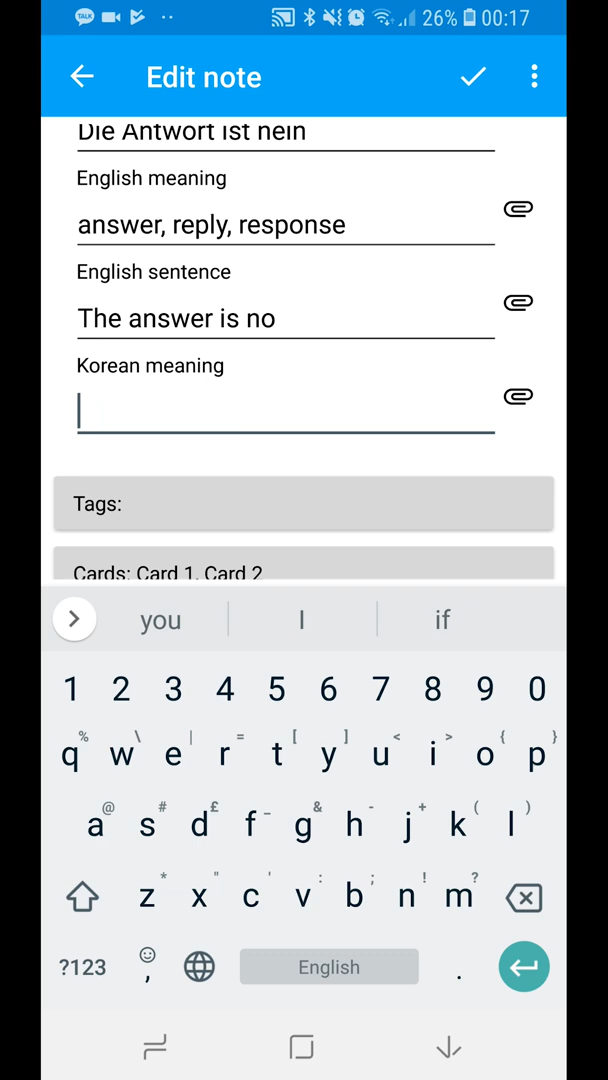 TALK 26% 00:17
Edit note
Die Antwort ist nein
English meaning
answer, reply, response
English sentence
The answer is no
Korean meaning
Tags:
Cards: Card 1, Card 2
you I if
1 2 3 4 5 6 7 8 9 0
% \ | = [ ] < > { }
q w e r t y u i o p
@ # £ _ & - + ( )
a s d f g h j k l
* " ' : ; ! ?
z x c v b n m
?123 , English .